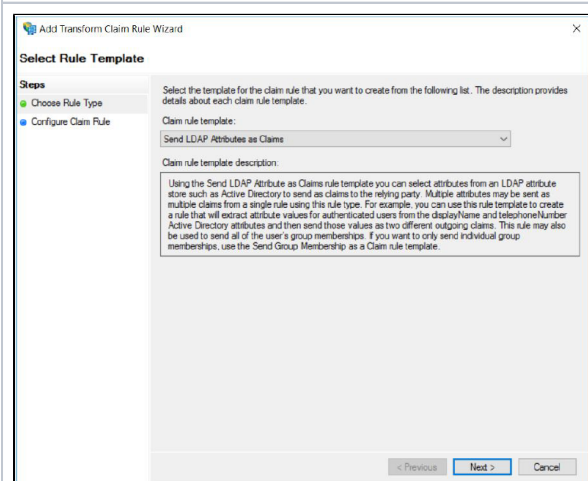 Add Transform Claim Rule Wizard
Select Rule Template
Steps
Choose Rule Type
Configure Claim Rule
Select the template for the claim rule that you want to create from the following list. The description provides
details about each claim rule template.
Claim rule template:
Send LDAP Attributes as Claims
Claim rule template description:
Using the Send LDAP Attribute as Claims rule template you can select attributes from an LDAP attribute
store such as Active Directory to send as claims to the relying party. Multiple attributes may be sent as
multiple claims from a single rule using this rule type. For example, you can use this rule template to create
a rule that will extract attribute values for authenticated users from the displayName and telephoneNumber
Active Directory attributes and then send those values as two different outgoing claims. This rule may also
be used to send all of the user's group memberships. If you want to only send individual group
memberships, use the Send Group Membership as a Claim rule template.
< Previous
Next >
Cancel